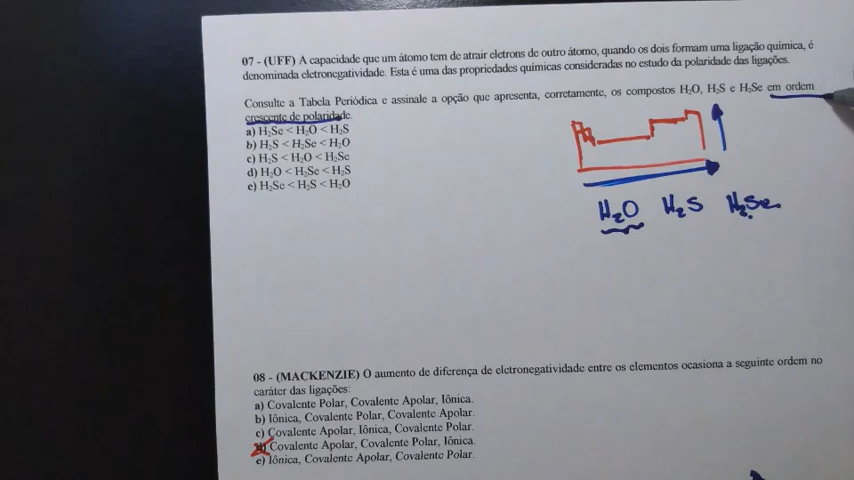 07 - (UFF) A capacidade que um átomo tem de atrair eletrons de outro átomo, quando os dois formam uma ligação química, é
denominada eletronegatividade. Esta é uma das propriedades químicas consideradas no estudo da polaridade das ligações.
Consulte a Tabela Periódica e assinale a opção que apresenta, corretamente, os compostos H₂O, H₂S e H₂Se em ordem
crescente de polaridade.
a) H₂Se < H₂O < H₂S
b) H₂S < H₂Se < H₂O
c) H₂S < H₂O < H₂Se
d) H₂O < H₂Se < H₂S
e) H₂Se < H₂S < H₂O
H₂O H₂S H₂Se
08 - (MACKENZIE) O aumento de diferença de eletronegatividade entre os elementos ocasiona a seguinte ordem no
caráter das ligações:
a) Covalente Polar, Covalente Apolar, Iônica.
b) Iônica, Covalente Polar, Covalente Apolar.
c) Covalente Apolar, Iônica, Covalente Polar.
d) Covalente Apolar, Covalente Polar, Iônica.
e) Iônica, Covalente Apolar, Covalente Polar.